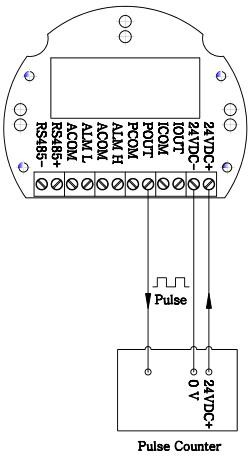 RS485-
RS485+
ACOM
ALM L
ACOM
ALM H
PCOM
POUT
ICOM
IOUT
24VDC-
24VDC+
Pulse
0 V
24VDC+
Pulse Counter